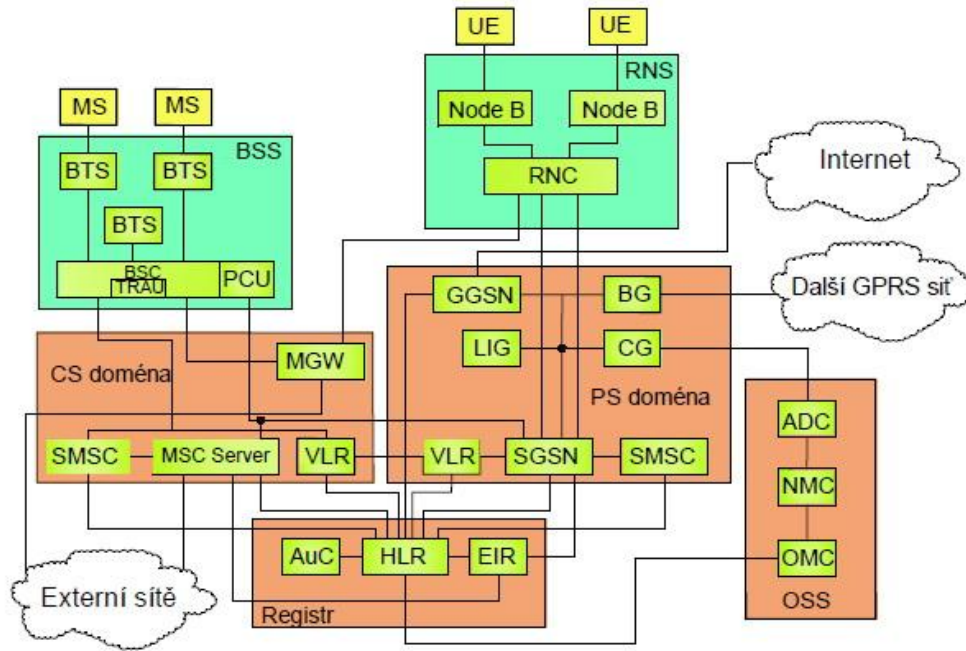 UE
UE
RNS
Node B
Node B
RNC
MS
MS
BSS
BTS
BTS
BTS
BSC
TRAU
PCU
Internet
Další GPRS siť
GGSN
BG
LIG
CG
PS doména
VLR
SGSN
SMSC
CS doména
MGW
SMSC
MSC Server
VLR
ADC
NMC
OMC
OSS
AuC
HLR
EIR
Registr
Externí sítě